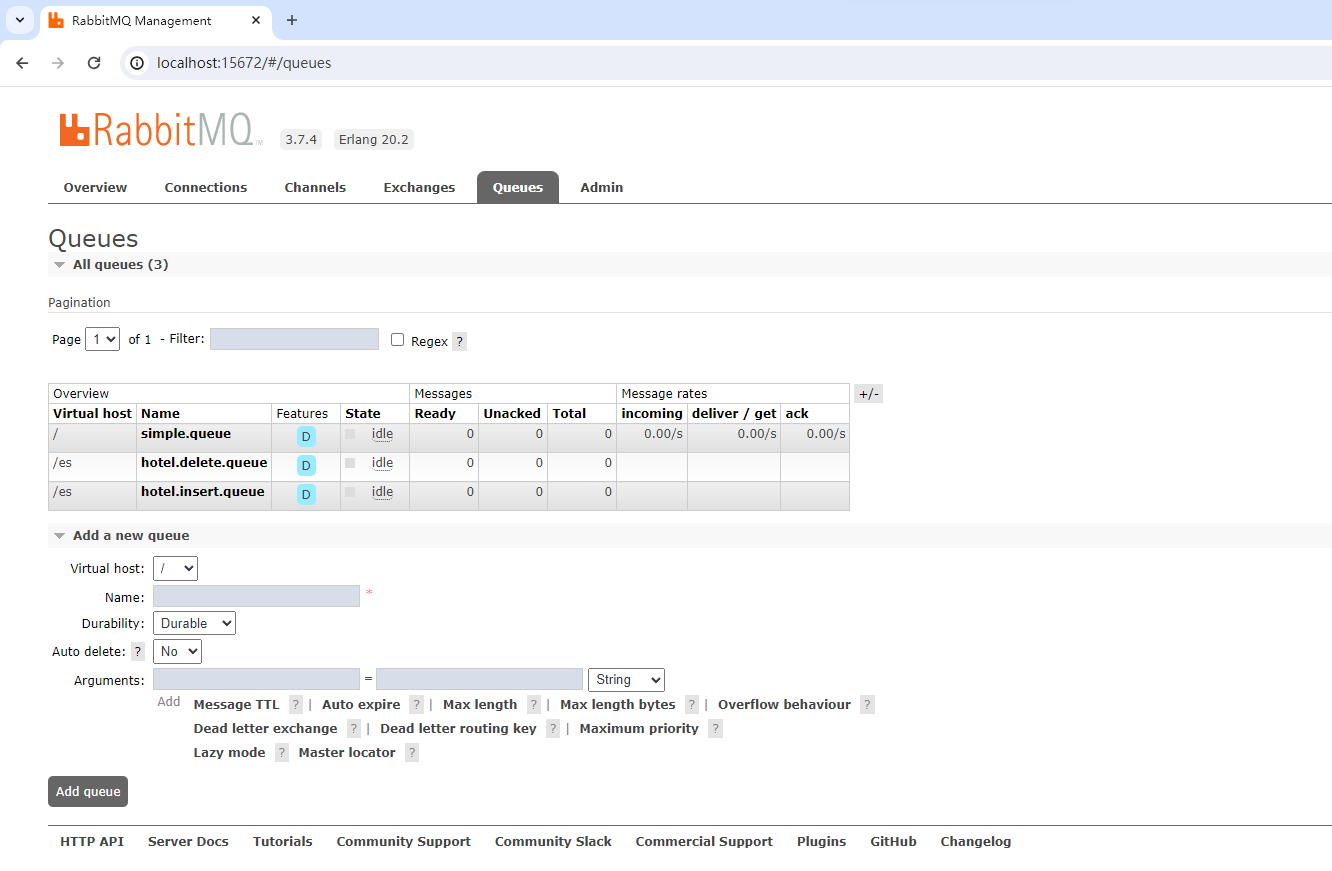 RabbitMQ Management
localhost:15672/#/queues
RabbitMQ TM 3.7.4 Erlang 20.2
Overview Connections Channels Exchanges Queues Admin
Queues
All queues (3)
Pagination
Page 1 of 1 - Filter: Regex ?
Overview Messages Message rates +/-
Virtual host Name Features State Ready Unacked Total incoming deliver / get ack
/ simple.queue D idle 0 0 0 0.00/s 0.00/s 0.00/s
/es hotel.delete.queue D idle 0 0 0
/es hotel.insert.queue D idle 0 0 0
Add a new queue
Virtual host: /
Name: *
Durability: Durable
Auto delete: ? No
Arguments: = String
Add Message TTL ? | Auto expire ? | Max length ? | Max length bytes ? | Overflow behaviour ?
Dead letter exchange ? | Dead letter routing key ? | Maximum priority ?
Lazy mode ? Master locator ?
Add queue
HTTP API Server Docs Tutorials Community Support Community Slack Commercial Support Plugins GitHub Changelog